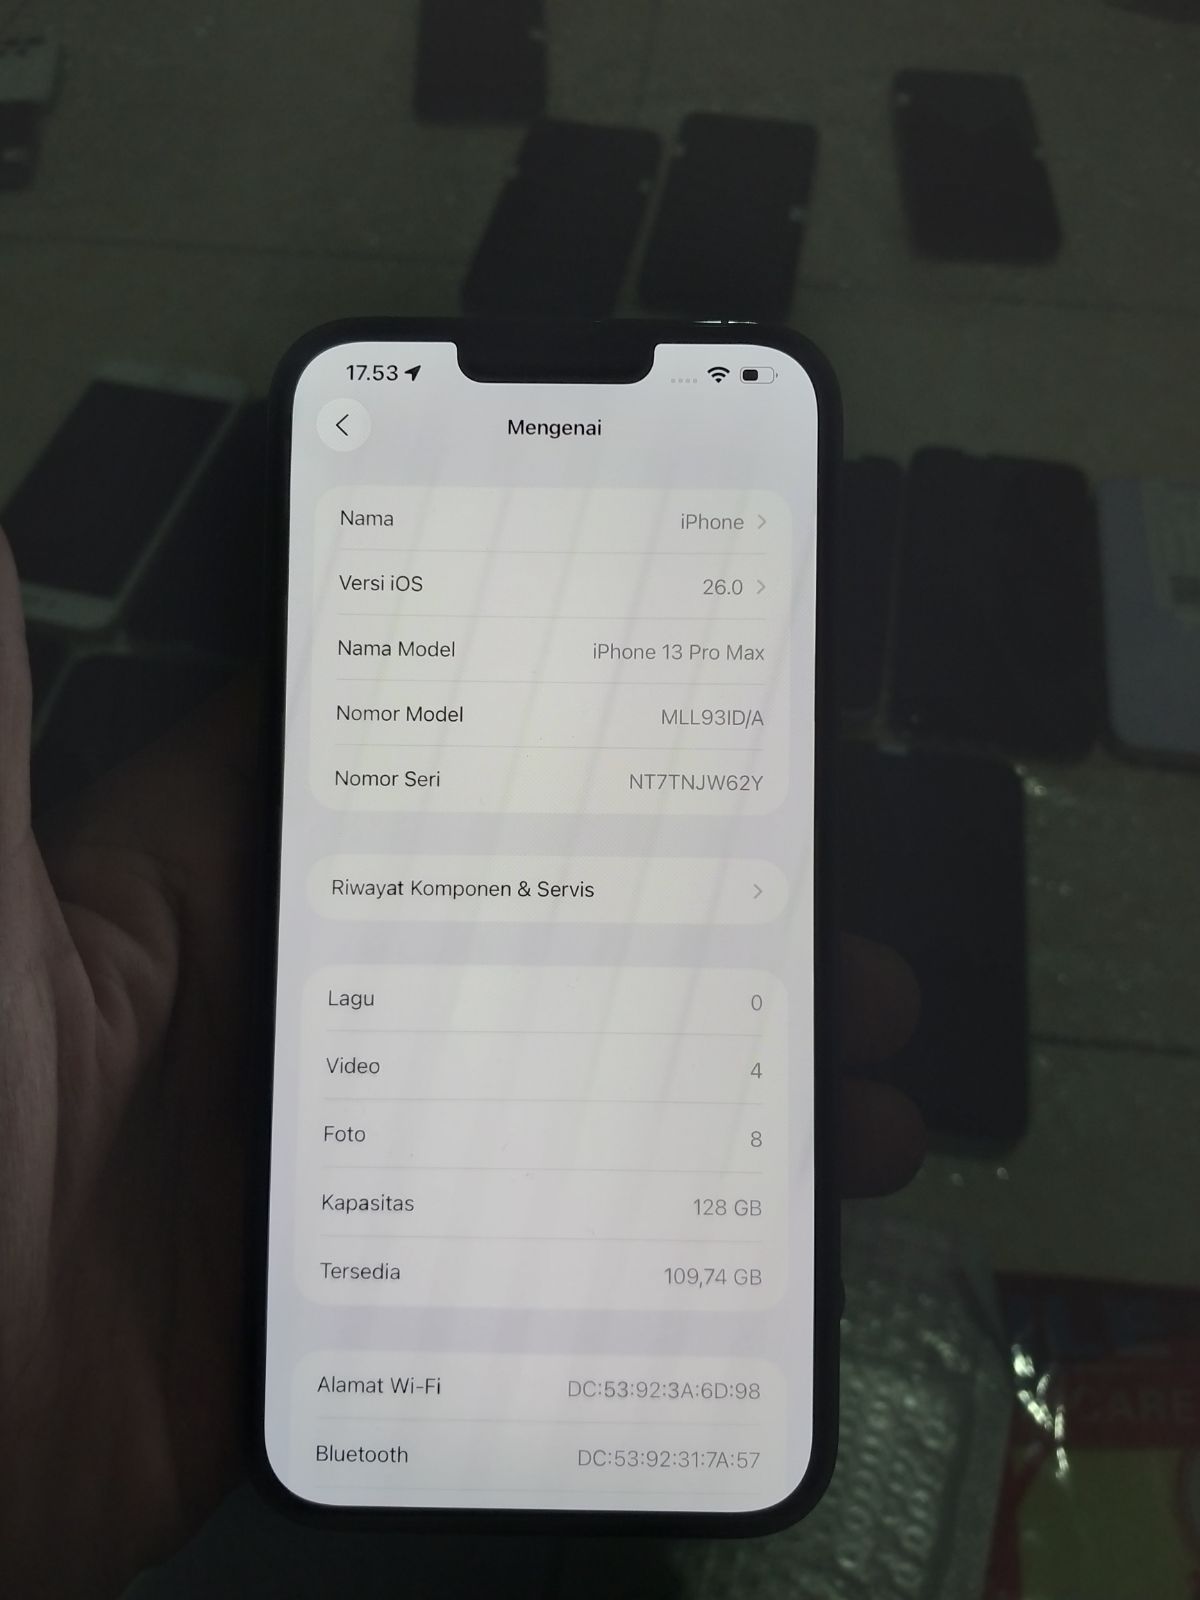 17.53
Mengenai
Nama iPhone
Versi iOS 26.0
Nama Model iPhone 13 Pro Max
Nomor Model MLL93ID/A
Nomor Seri NT7TNJW62Y
Riwayat Komponen & Servis
Lagu 0
Video 4
Foto 8
Kapasitas 128 GB
Tersedia 109,74 GB
Alamat Wi-Fi DC:53:92:3A:6D:98
Bluetooth DC:53:92:31:7A:57